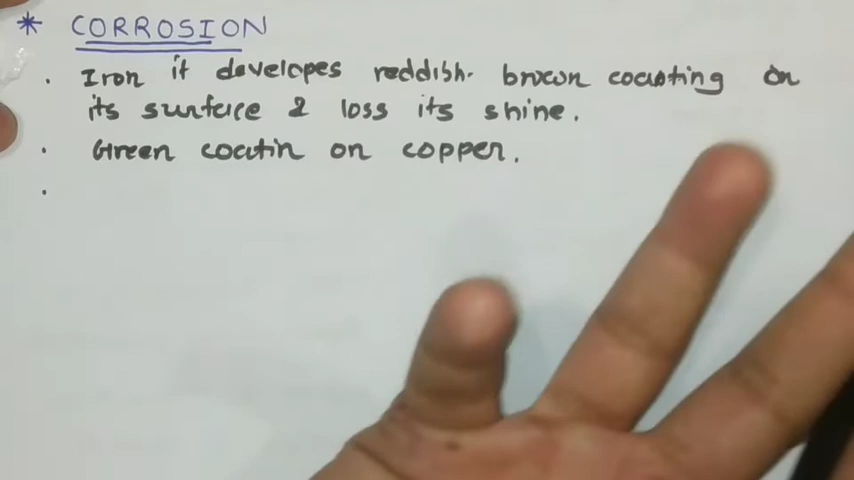 * CORROSION
. Iron it developes reddish. brown coating on
its surface & loss its shine.
. Green coatin on copper.
.